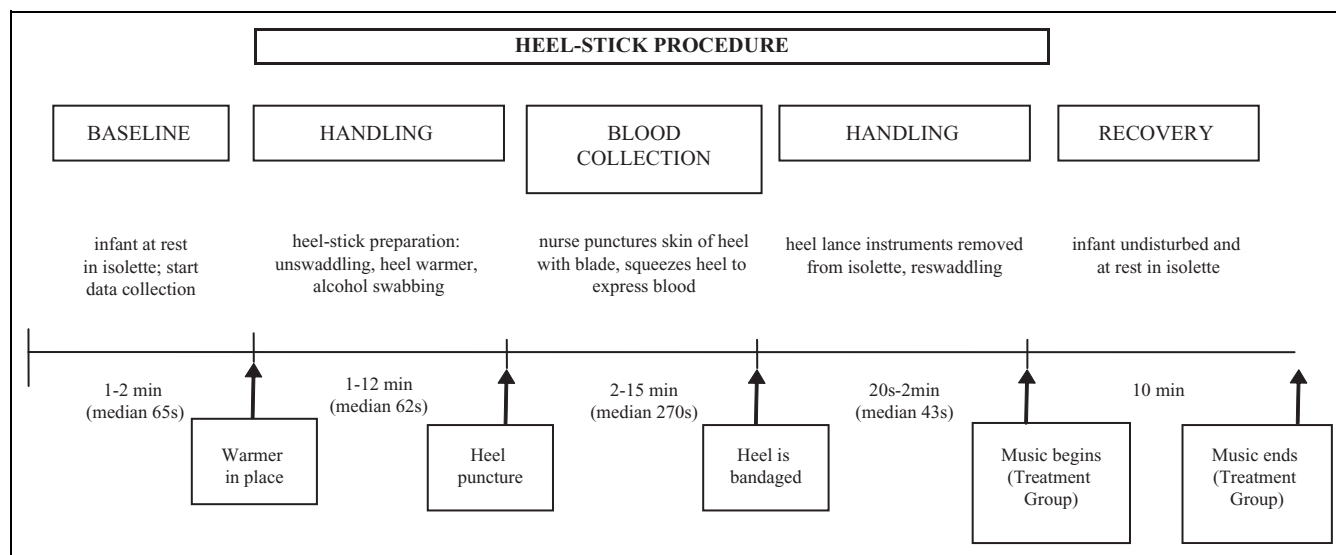 HEEL-STICK PROCEDURE
BASELINE
HANDLING
BLOOD
COLLECTION
HANDLING
RECOVERY
infant at rest
in isolette; start
data collection
heel-stick preparation:
unswaddling, heel warmer,
alcohol swabbing
nurse punctures skin of heel
with blade, squeezes heel to
express blood
heel lance instruments removed
from isolette, reswaddling
infant undisturbed and
at rest in isolette
1-2 min
(median 65s)
1-12 min
(median 62s)
2-15 min
(median 270s)
20s-2min
(median 43s)
10 min
Warmer
in place
Heel
puncture
Heel is
bandaged
Music begins
(Treatment
Group)
Music ends
(Treatment
Group)